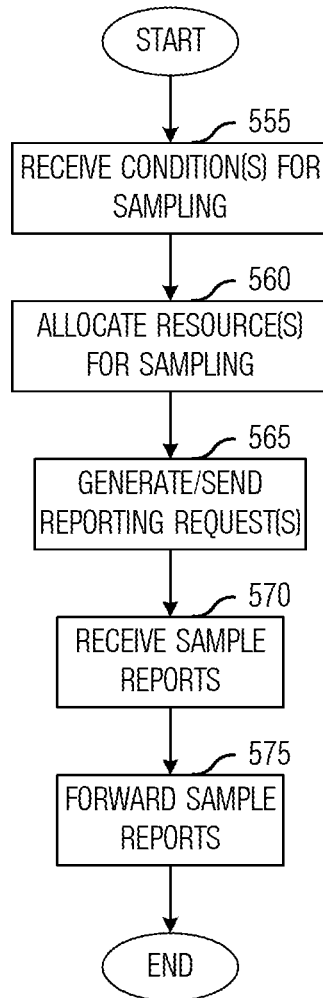 START
555
RECEIVE CONDITION(S) FOR
SAMPLING
560
ALLOCATE RESOURCE(S)
FOR SAMPLING
565
GENERATE/SEND
REPORTING REQUEST(S)
570
RECEIVE SAMPLE
REPORTS
575
FORWARD SAMPLE
REPORTS
END